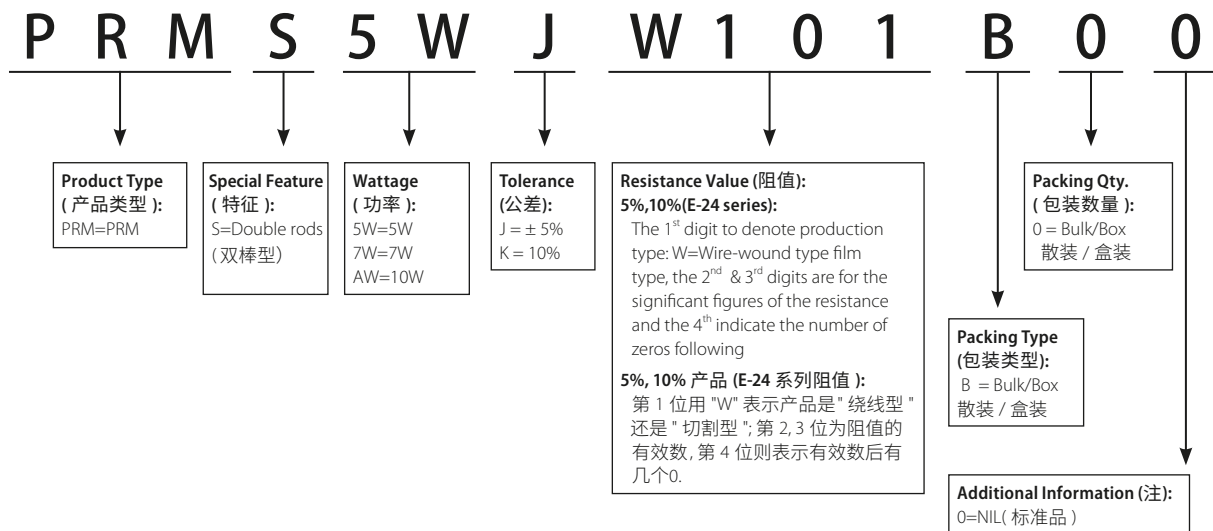 P R M S 5 W J W 1 0 1 B 0 0
Product Type
( 产品类型 ):
PRM=PRM
Special Feature
( 特征 ):
S=Double rods
( 双棒型）
Wattage
( 功率 ):
5W=5W
7W=7W
AW=10W
Tolerance
(公差):
J = ± 5%
K = 10%
Resistance Value (阻值):
5%,10%(E-24 series):
The 1st digit to denote production
type: W=Wire-wound type film
type, the 2nd & 3rd digits are for the
significant figures of the resistance
and the 4th indicate the number of
zeros following
5%, 10% 产品 (E-24 系列阻值 ):
第 1 位用 "W" 表示产品是" 绕线型 "
还是 " 切割型 "; 第 2, 3 位为阻值的
有效数, 第 4 位则表示有效数后有
几个0.
Packing Qty.
( 包装数量 ):
0 = Bulk/Box
散装 / 盒装
Packing Type
(包装类型):
B = Bulk/Box
散装 / 盒装
Additional Information (注):
0=NIL( 标准品 )